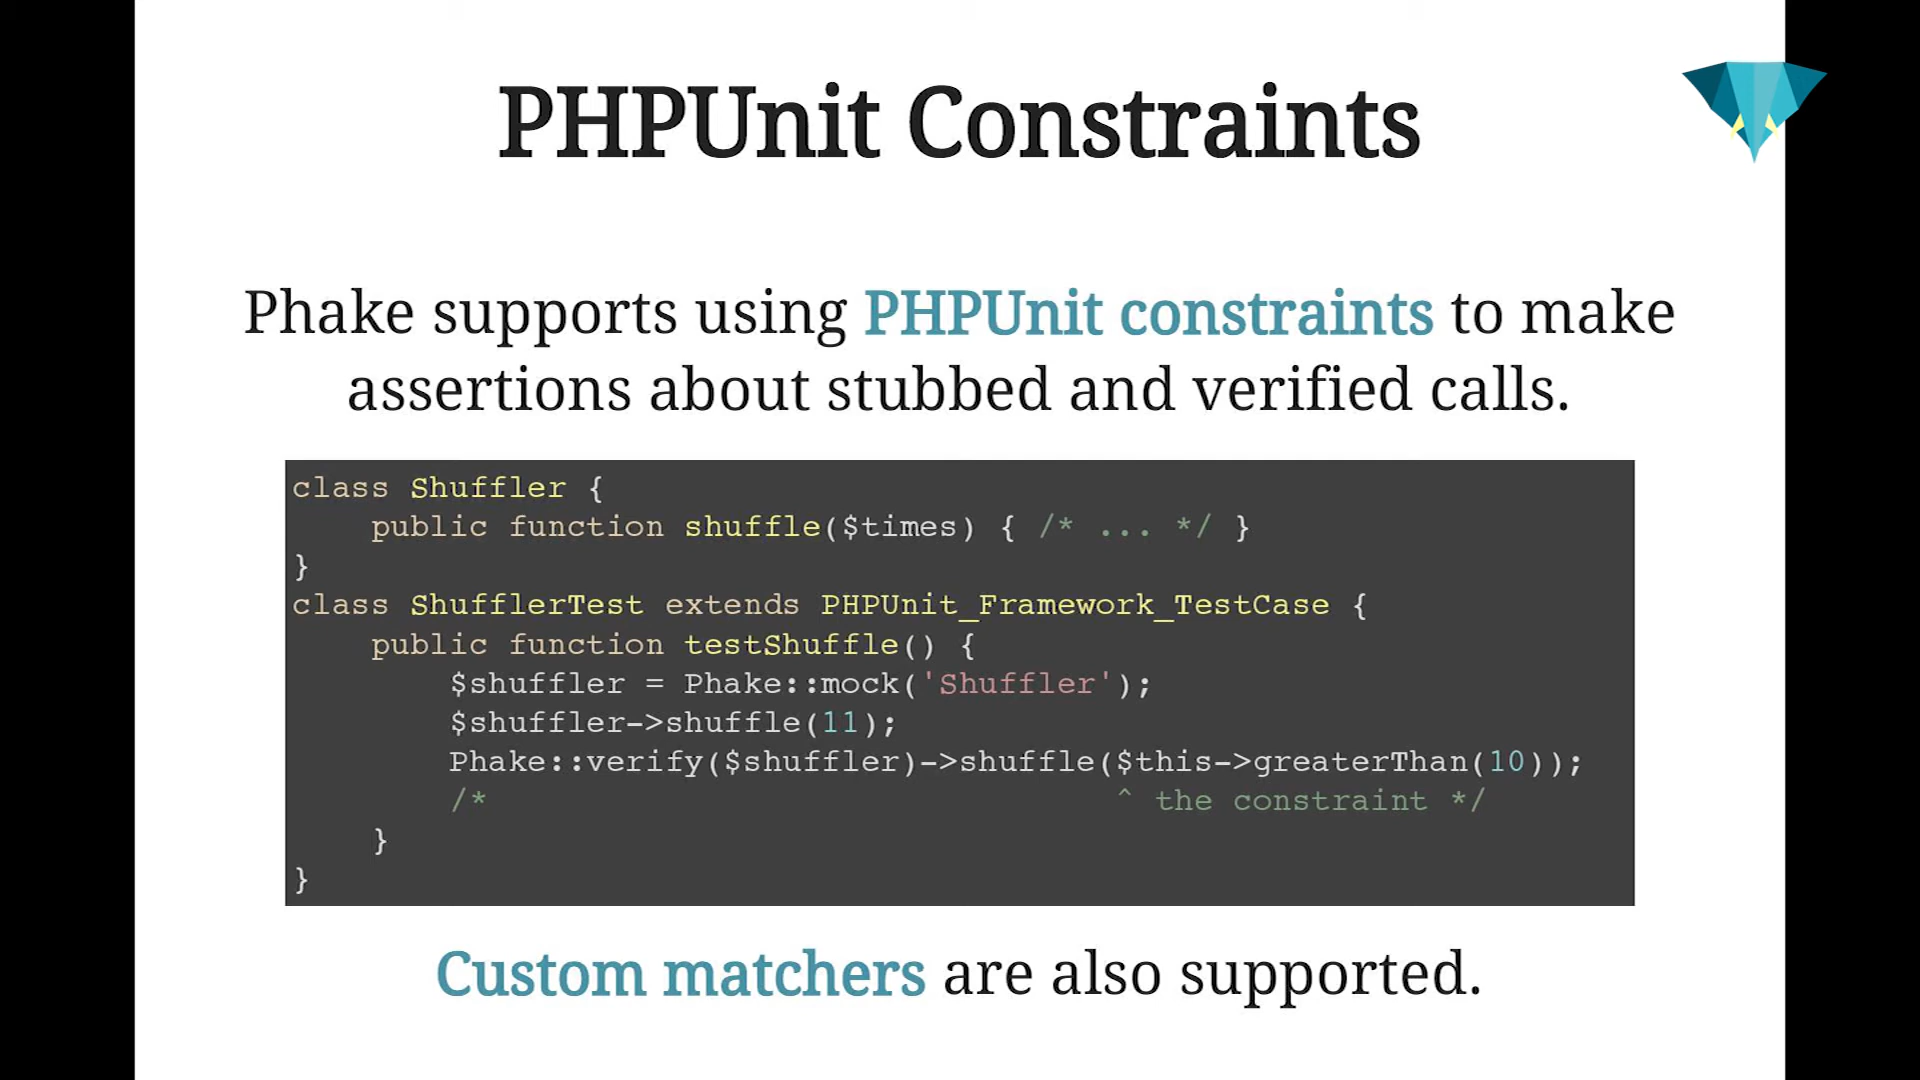 PHPUnit Constraints
Phake supports using PHPUnit constraints to make
assertions about stubbed and verified calls.
class Shuffler {
    public function shuffle($times) { /* ... */ }
}
class ShufflerTest extends PHPUnit_Framework_TestCase {
    public function testShuffle() {
        $shuffler = Phake::mock('Shuffler');
        $shuffler->shuffle(11);
        Phake::verify($shuffler)->shuffle($this->greaterThan(10));
        /*                                ^ the constraint */
    }
}
Custom matchers are also supported.